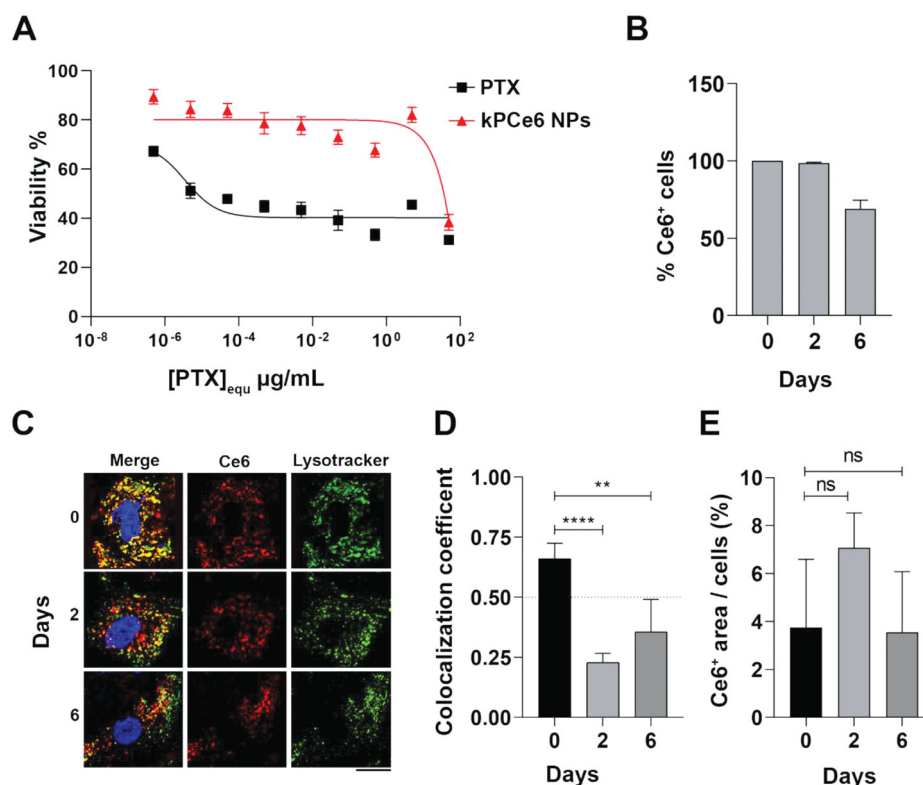 A
Viability %
100
80
60
40
20
0
10⁻⁸
10⁻⁶
10⁻⁴
10⁻²
10⁰
10²
[PTX]equ µg/mL
PTX
kPCe6 NPs
B
% Ce6⁺ cells
150
100
50
0
0 2 6
Days
C
Merge Ce6 Lysotracker
Days
0
2
6
D
Colocalization coefficent
1.00
0.75
0.50
0.25
0.00
**
****
0 2 6
Days
E
Ce6⁺ area / cells (%)
10
8
6
4
2
0
ns
ns
0 2 6
Days